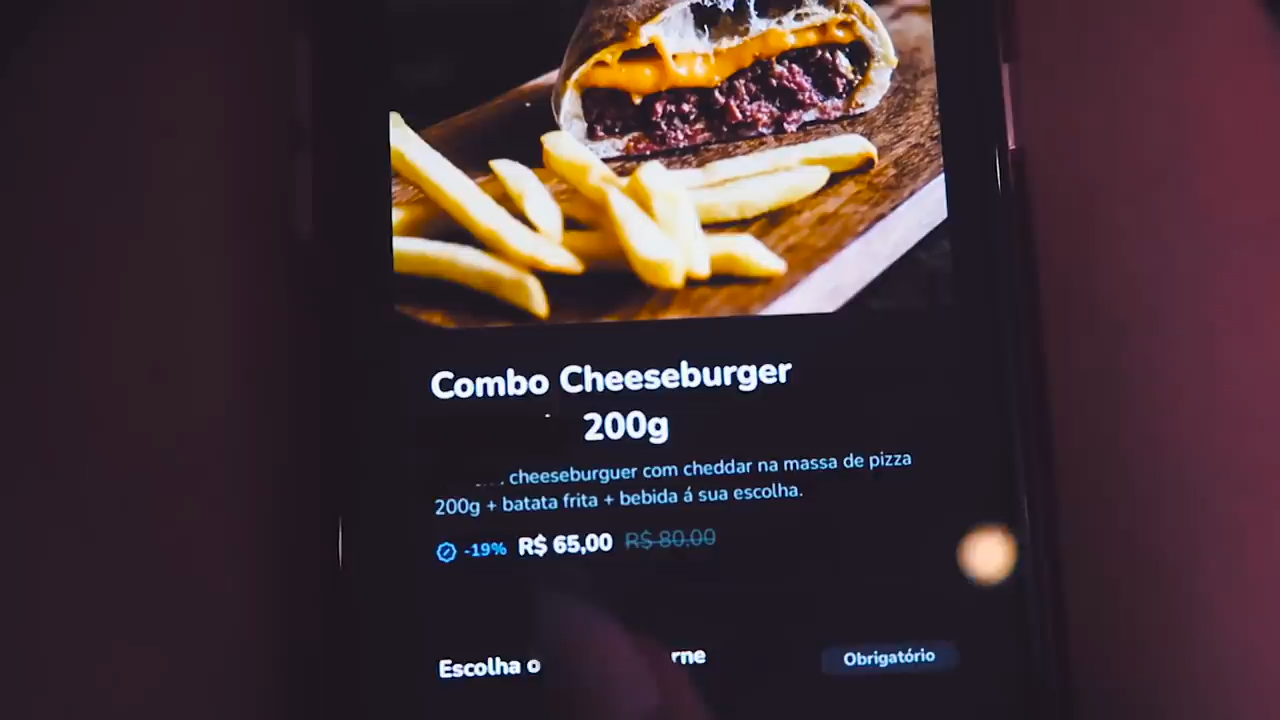 Combo Cheeseburger
200g
cheeseburguer com cheddar na massa de pizza
200g + batata frita + bebida á sua escolha.
-19% R$ 65,00 R$ 80,00
Escolha o
Obrigatório